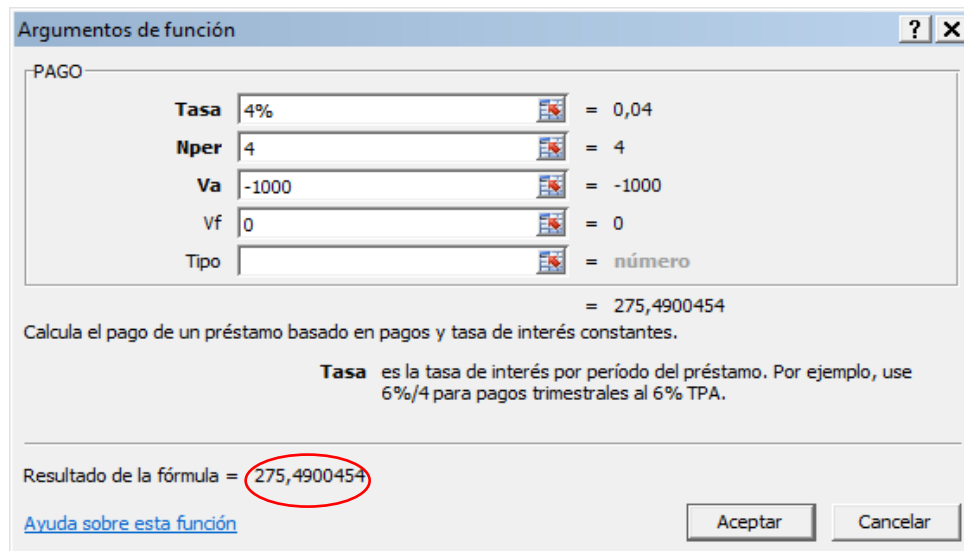 Argumentos de función ? X
PAGO
Tasa 4% = 0,04
Nper 4 = 4
Va -1000 = -1000
Vf 0 = 0
Tipo = número
= 275,4900454
Calcula el pago de un préstamo basado en pagos y tasa de interés constantes.
Tasa es la tasa de interés por período del préstamo. Por ejemplo, use
6%/4 para pagos trimestrales al 6% TPA.
Resultado de la fórmula = 275,4900454
Ayuda sobre esta función Aceptar Cancelar